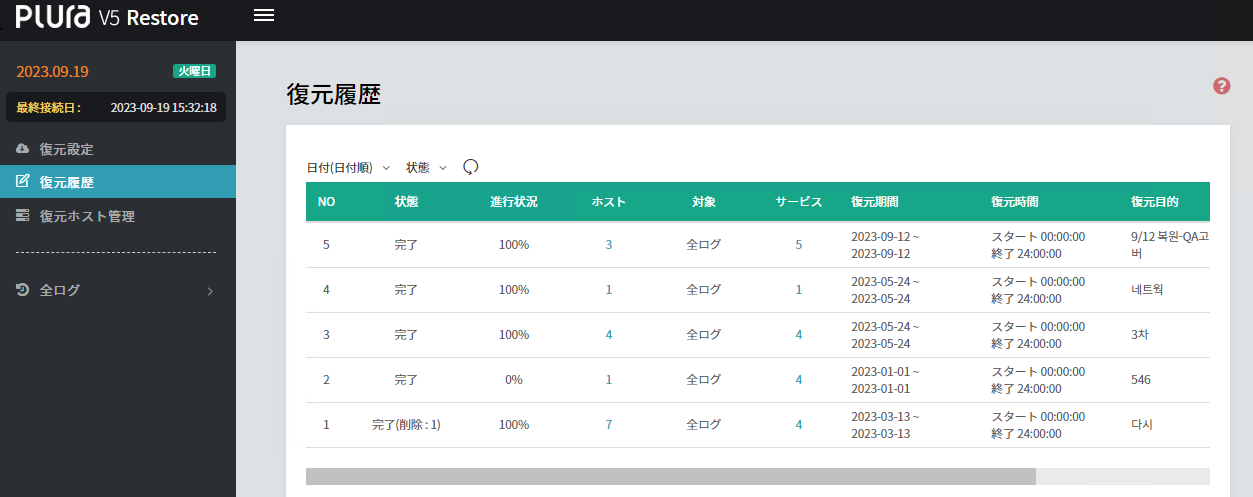 PLURA V5 Restore
2023.09.19 火曜日
最終接続日 : 2023-09-19 15:32:18
復元設定
復元履歴
復元ホスト管理
全ログ
復元履歴
日付(日付順) 状態
NO 状態 進行状況 ホスト 対象 サービス 復元期間 復元時間 復元目的
5 完了 100% 3 全ログ 5 2023-09-12 ~ スタート 00:00:00 9/12 복원-QA고
2023-09-12 終了 24:00:00 버
4 完了 100% 1 全ログ 1 2023-05-24 ~ スタート 00:00:00 네트웍
2023-05-24 終了 24:00:00
3 完了 100% 4 全ログ 4 2023-05-24 ~ スタート 00:00:00 3차
2023-05-24 終了 24:00:00
2 完了 0% 1 全ログ 4 2023-01-01 ~ スタート 00:00:00 546
2023-01-01 終了 24:00:00
1 完了(削除 : 1) 100% 7 全ログ 4 2023-03-13 ~ スタート 00:00:00 다시
2023-03-13 終了 24:00:00